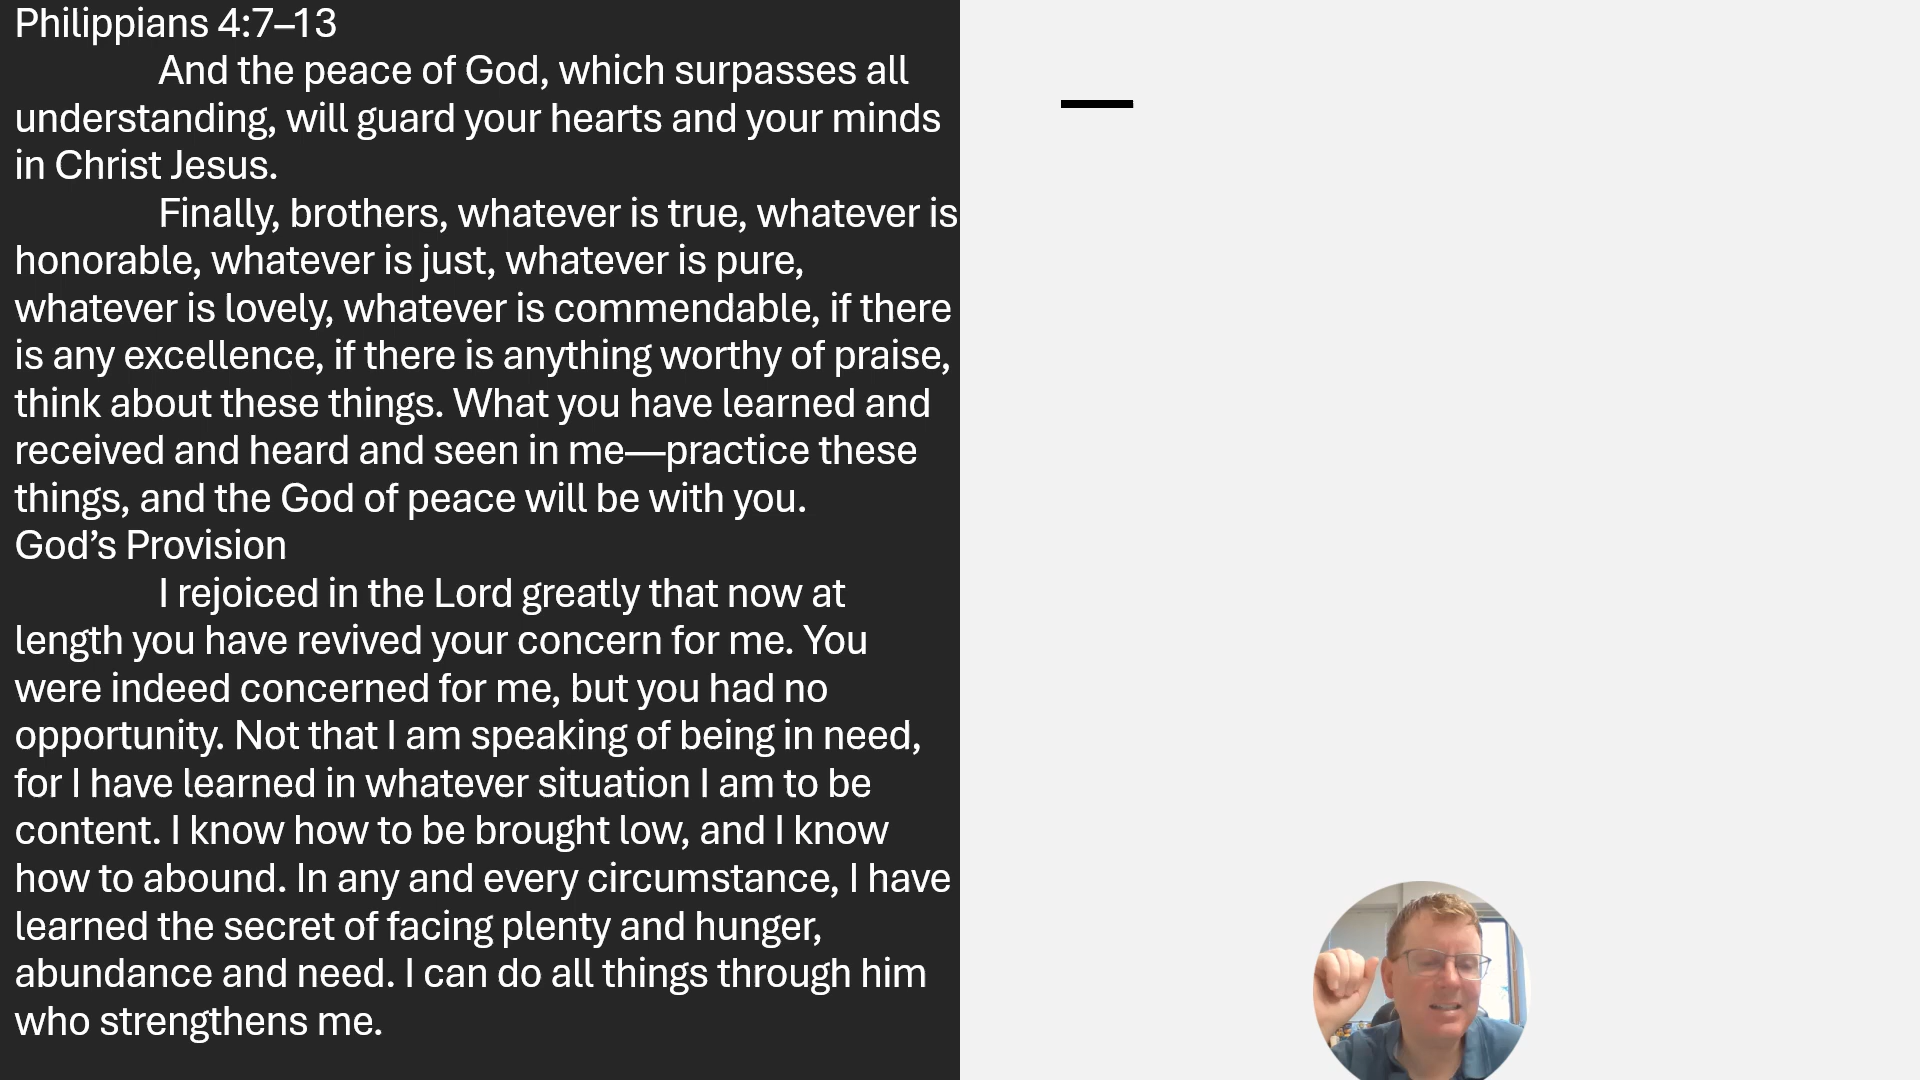 Philippians 4:7–13
And the peace of God, which surpasses all
understanding, will guard your hearts and your minds
in Christ Jesus.
Finally, brothers, whatever is true, whatever is
honorable, whatever is just, whatever is pure,
whatever is lovely, whatever is commendable, if there
is any excellence, if there is anything worthy of praise,
think about these things. What you have learned and
received and heard and seen in me—practice these
things, and the God of peace will be with you.
God’s Provision
I rejoiced in the Lord greatly that now at
length you have revived your concern for me. You
were indeed concerned for me, but you had no
opportunity. Not that I am speaking of being in need,
for I have learned in whatever situation I am to be
content. I know how to be brought low, and I know
how to abound. In any and every circumstance, I have
learned the secret of facing plenty and hunger,
abundance and need. I can do all things through him
who strengthens me.